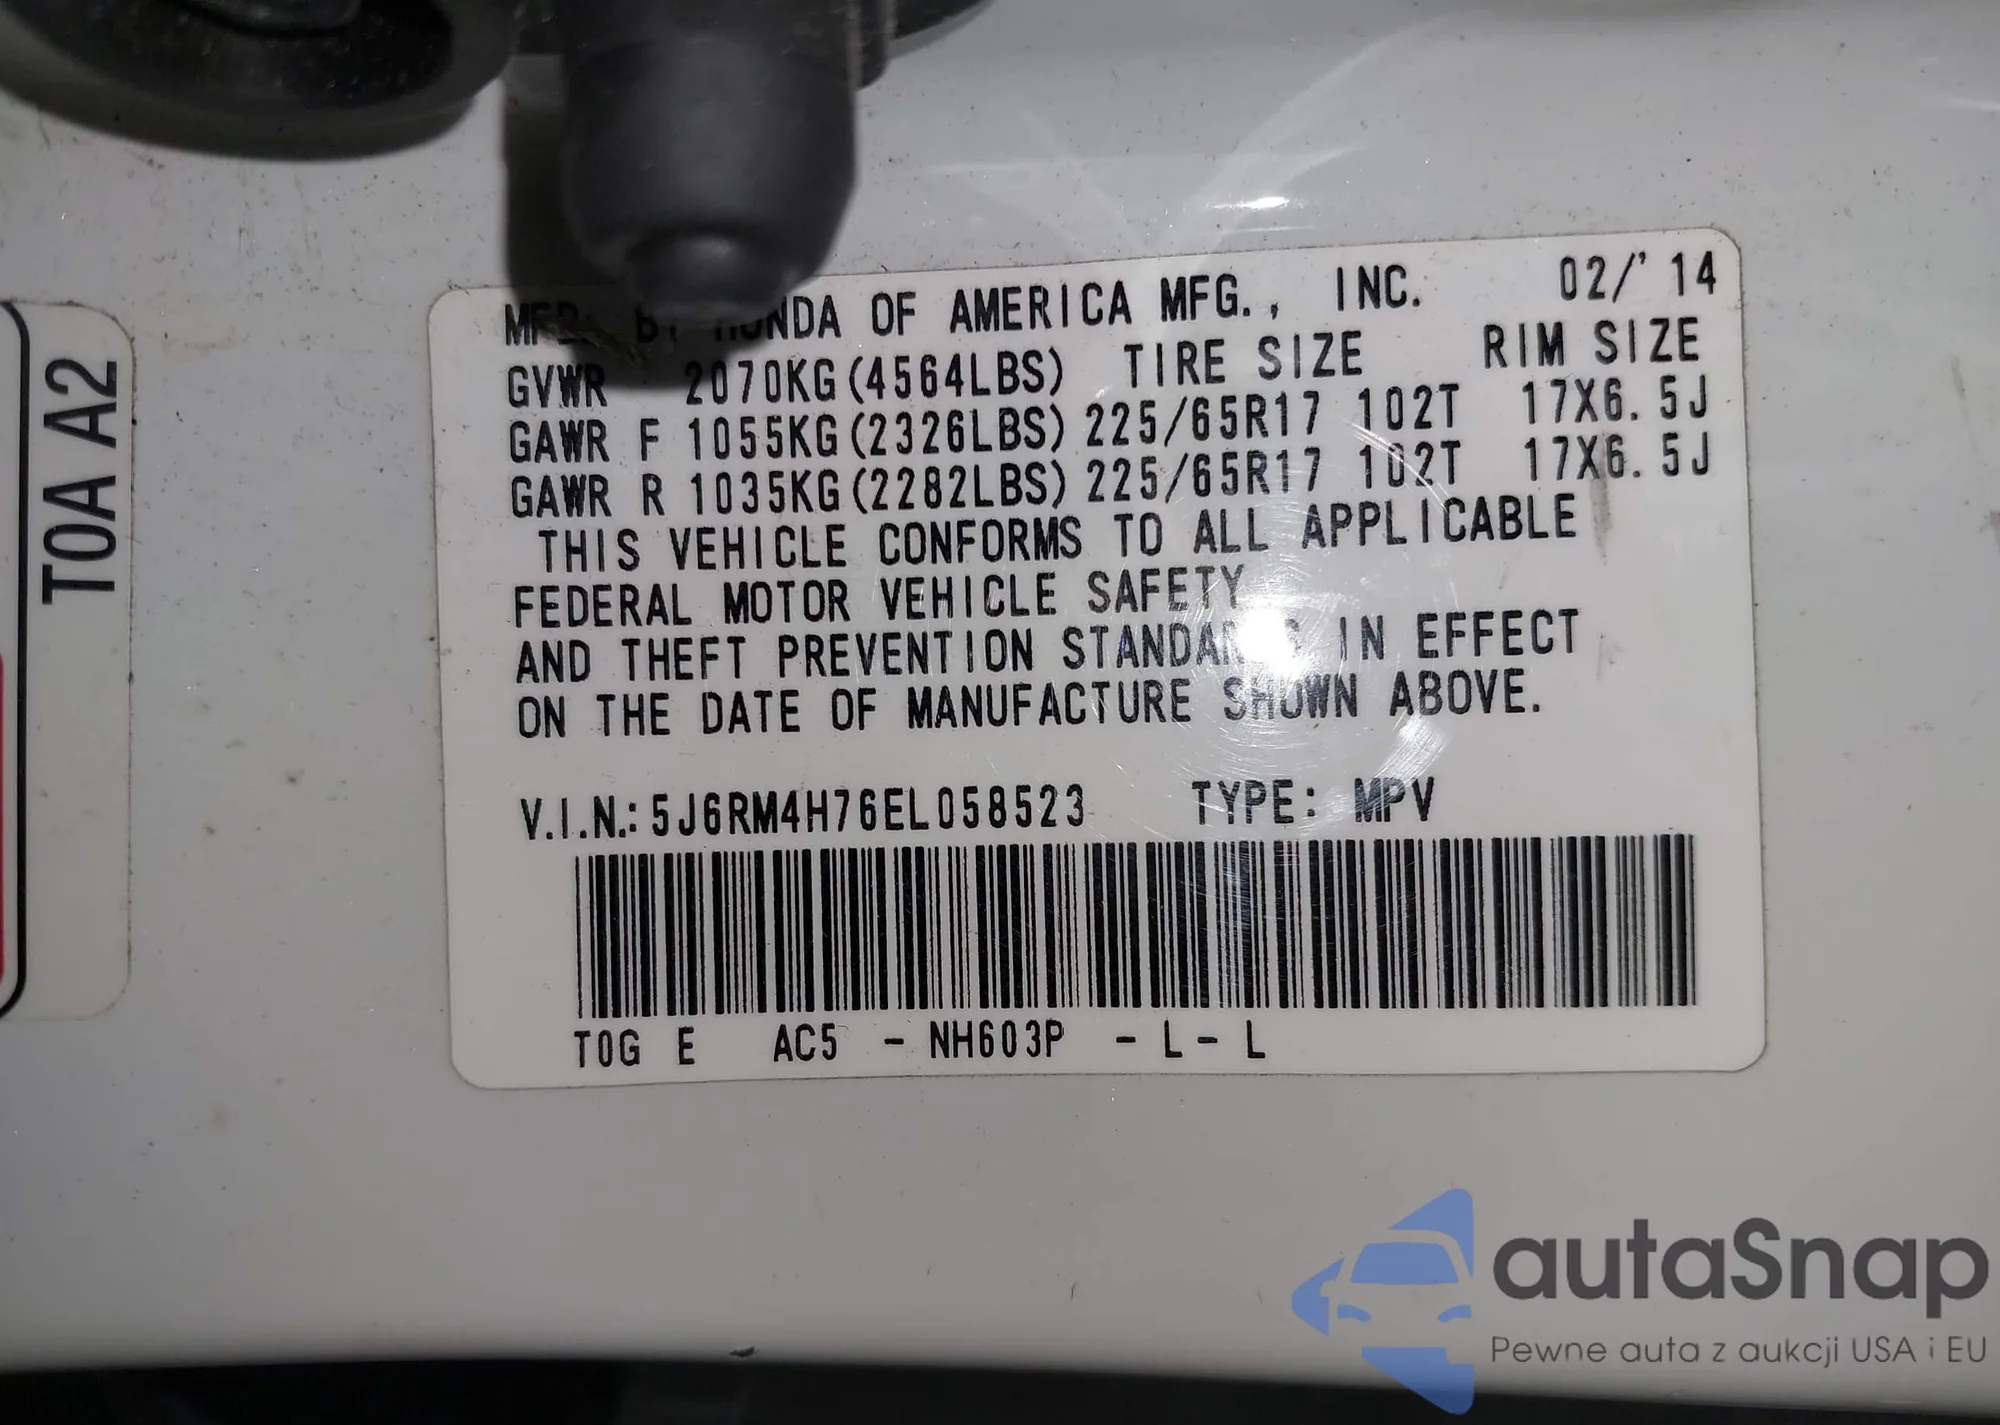 T0A A2
MFD. BY HONDA OF AMERICA MFG., INC. 02/'14
GVWR 2070KG(4564LBS) TIRE SIZE RIM SIZE
GAWR F 1055KG(2326LBS) 225/65R17 102T 17X6.5J
GAWR R 1035KG(2282LBS) 225/65R17 102T 17X6.5J
THIS VEHICLE CONFORMS TO ALL APPLICABLE
FEDERAL MOTOR VEHICLE SAFETY
AND THEFT PREVENTION STANDARDS IN EFFECT
ON THE DATE OF MANUFACTURE SHOWN ABOVE.
V.I.N.: 5J6RM4H76EL058523 TYPE: MPV
T0G E AC5 - NH603P - L - L
autaSnap
Pewne auta z aukcji USA i EU